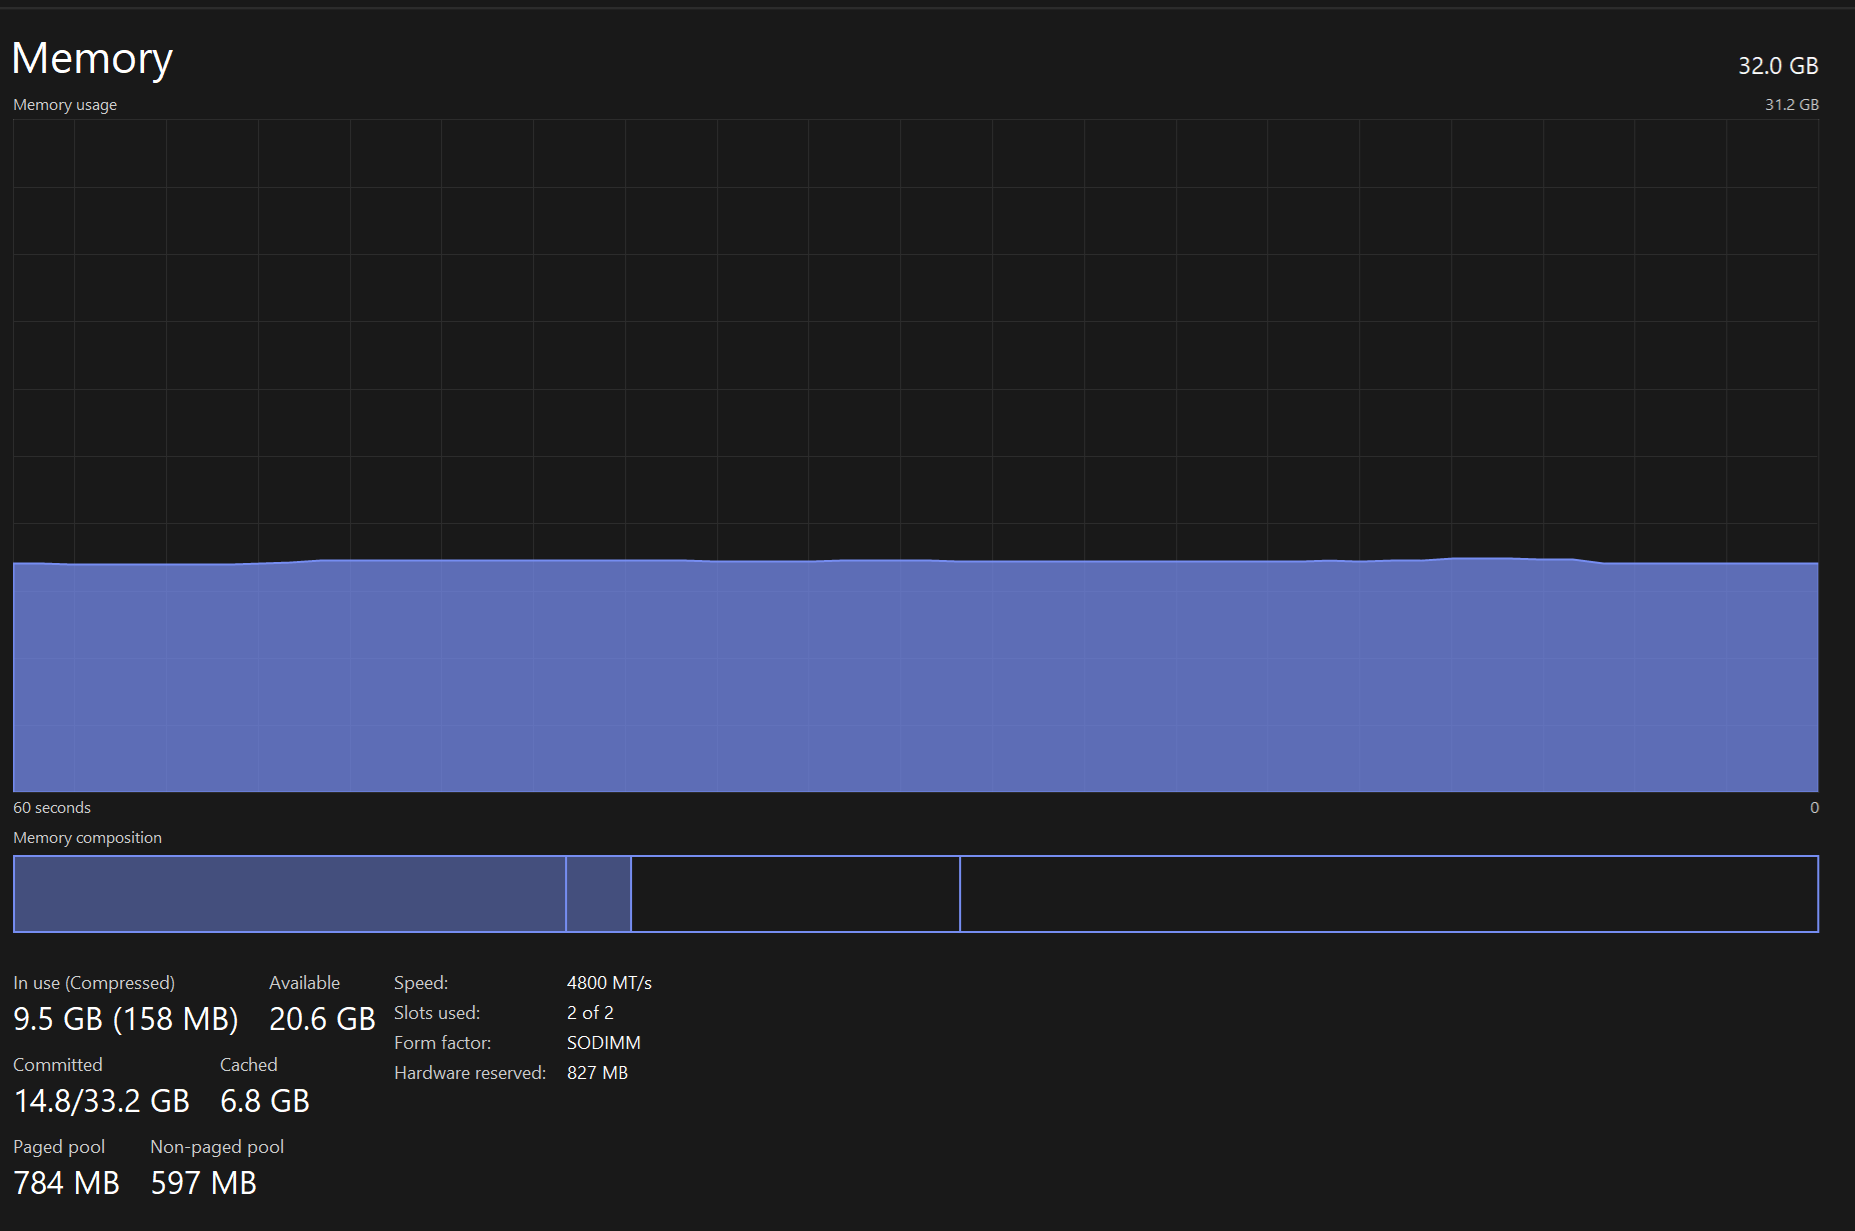 Memory
32.0 GB
Memory usage
31.2 GB
60 seconds
0
Memory composition
In use (Compressed)
9.5 GB (158 MB)
Available
20.6 GB
Committed
14.8/33.2 GB
Cached
6.8 GB
Paged pool
784 MB
Non-paged pool
597 MB
Speed: 4800 MT/s
Slots used: 2 of 2
Form factor: SODIMM
Hardware reserved: 827 MB